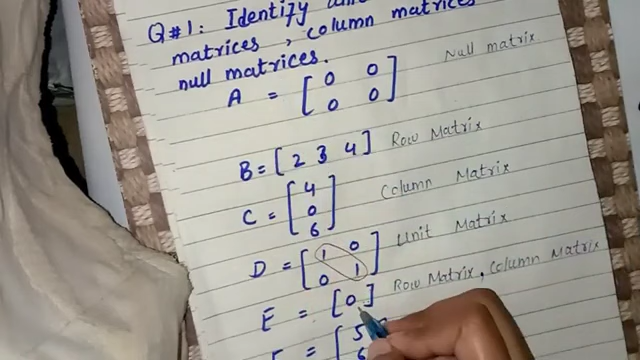 Q#1: Identify
matrices, column matrices
null matrices.
A = [0 0
0 0] Null matrix
B = [2 3 4] Row Matrix
C = [4
0
6] Column Matrix
D = [1 0
0 1] Unit Matrix
E = [0] Row Matrix, Column Matrix
= [5